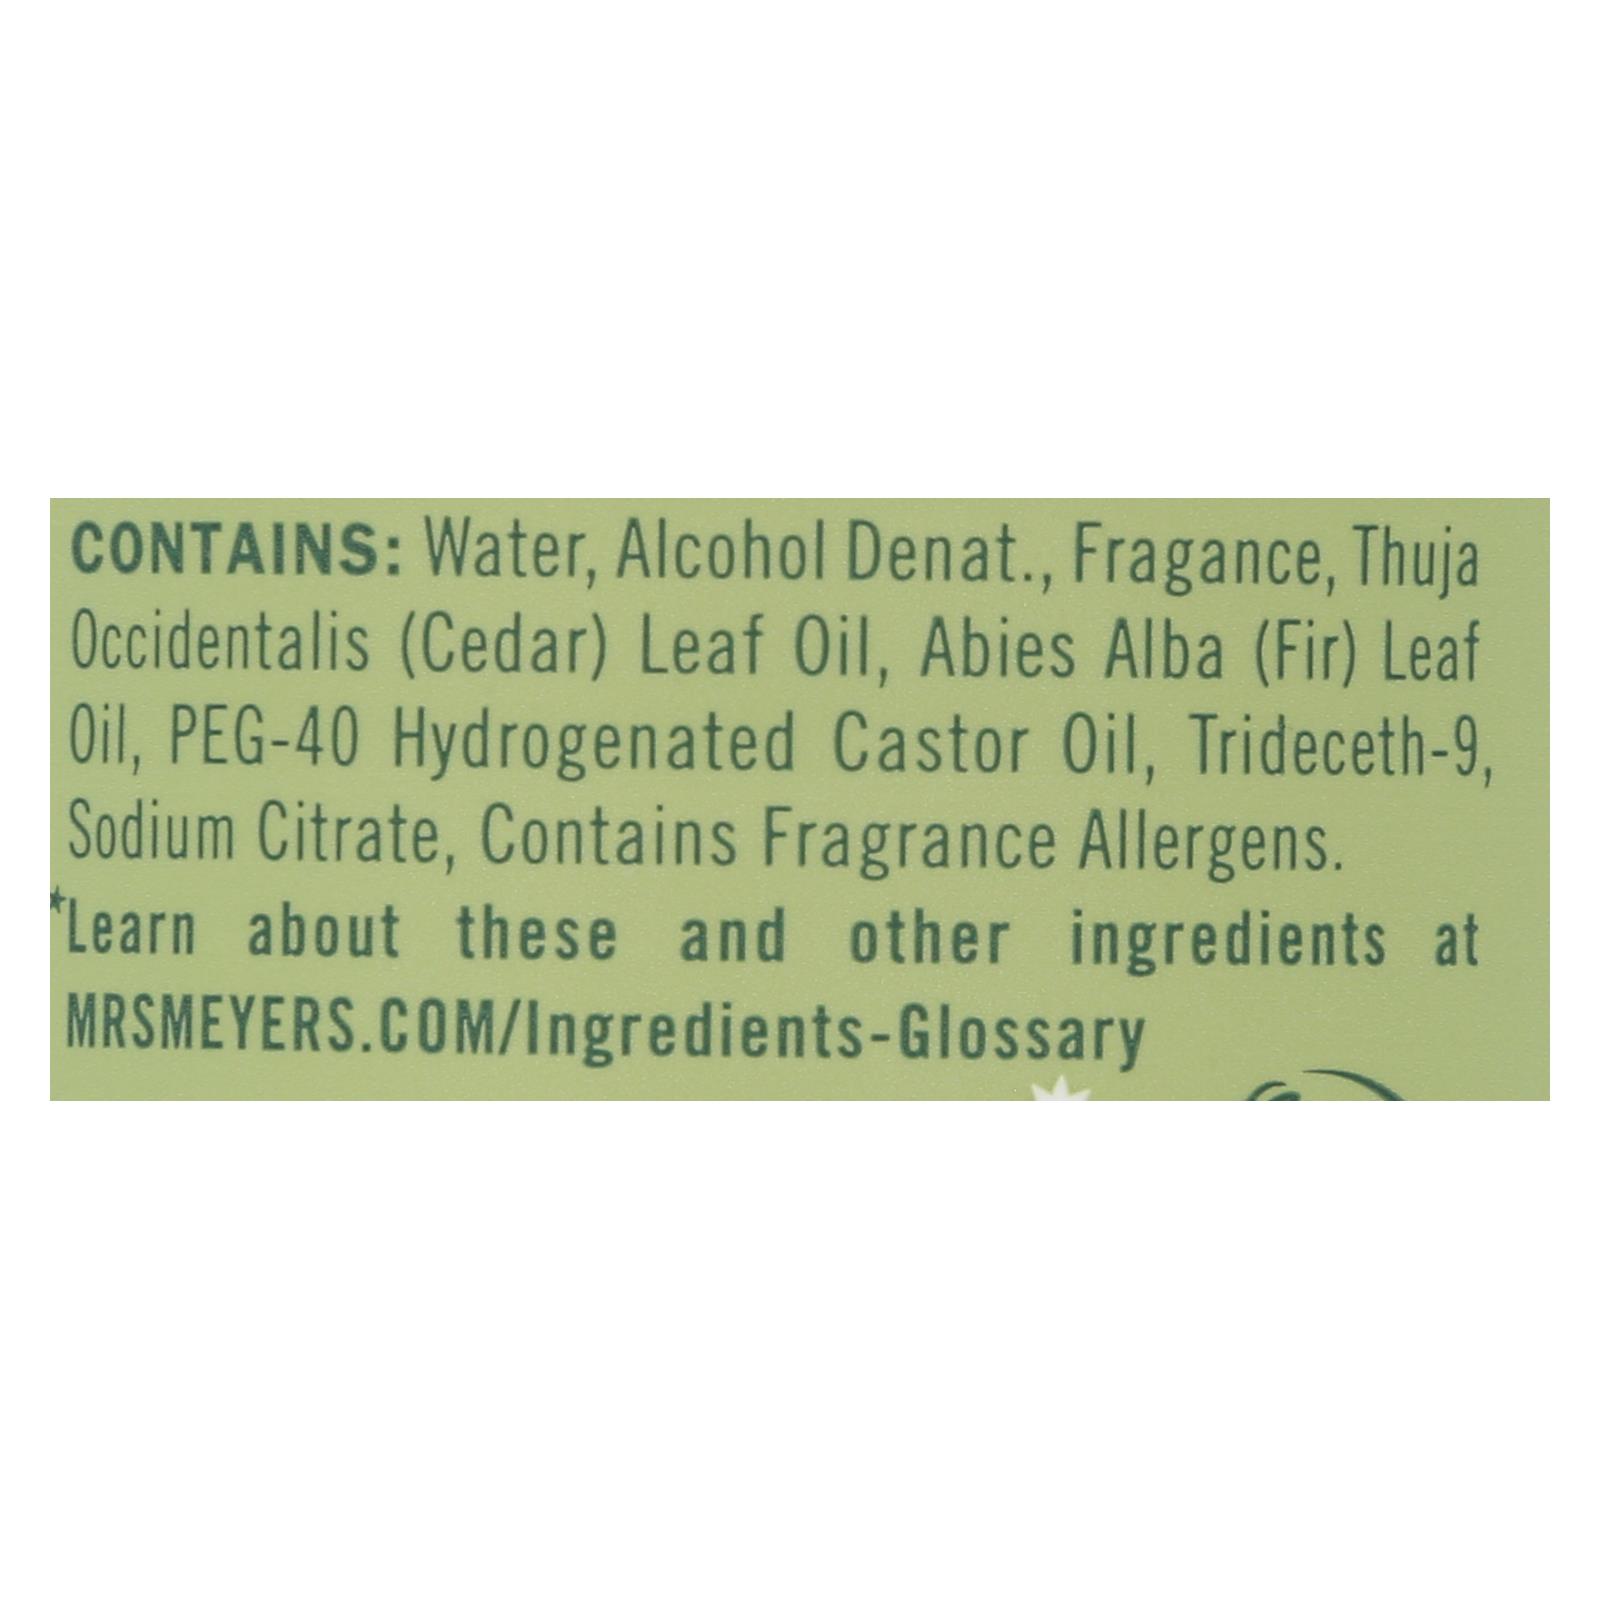 CONTAINS: Water, Alcohol Denat., Fragance, Thuja
Occidentalis (Cedar) Leaf Oil, Abies Alba (Fir) Leaf
Oil, PEG-40 Hydrogenated Castor Oil, Trideceth-9,
Sodium Citrate, Contains Fragrance Allergens.
*Learn about these and other ingredients at
MRSMEYERS.COM/Ingredients-Glossary